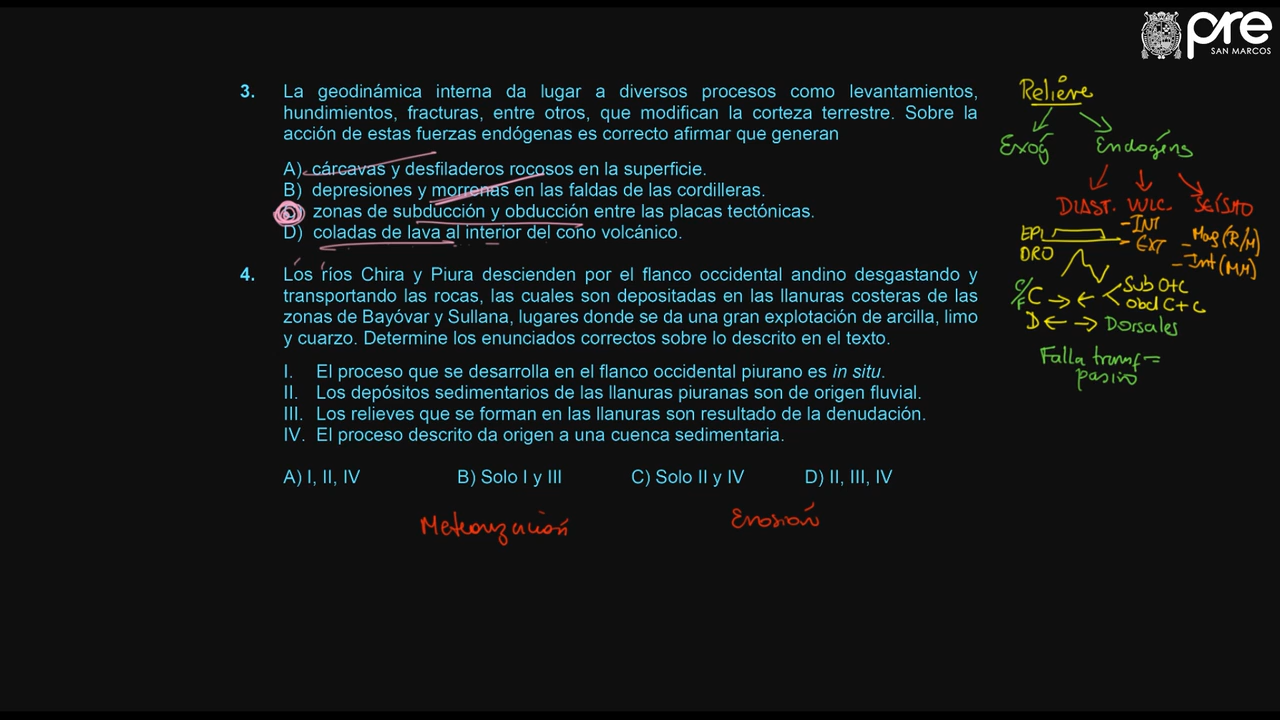 pre
SAN MARCOS
3. La geodinámica interna da lugar a diversos procesos como levantamientos,
hundimientos, fracturas, entre otros, que modifican la corteza terrestre. Sobre la
acción de estas fuerzas endógenas es correcto afirmar que generan
A) cárcavas y desfiladeros rocosos en la superficie.
B) depresiones y morrenas en las faldas de las cordilleras.
zonas de subducción y obducción entre las placas tectónicas.
D) coladas de lava al interior del cono volcánico.
4. Los ríos Chira y Piura descienden por el flanco occidental andino desgastando y
transportando las rocas, las cuales son depositadas en las llanuras costeras de las
zonas de Bayóvar y Sullana, lugares donde se da una gran explotación de arcilla, limo
y cuarzo. Determine los enunciados correctos sobre lo descrito en el texto.
I. El proceso que se desarrolla en el flanco occidental piurano es in situ.
II. Los depósitos sedimentarios de las llanuras piuranas son de origen fluvial.
III. Los relieves que se forman en las llanuras son resultado de la denudación.
IV. El proceso descrito da origen a una cuenca sedimentaria.
A) I, II, IV B) Solo I y III C) Solo II y IV D) II, III, IV
Meteorización Erosión
Relieve
Exóg Endógens
DIAST. VULC.
- INT
EPI - EXT - Mag (R/M)
ORO - Int (MM)
C/F C → ← Sub O+C
Obd C+C
D ← → Dorsales
Falla transf =
pasivo